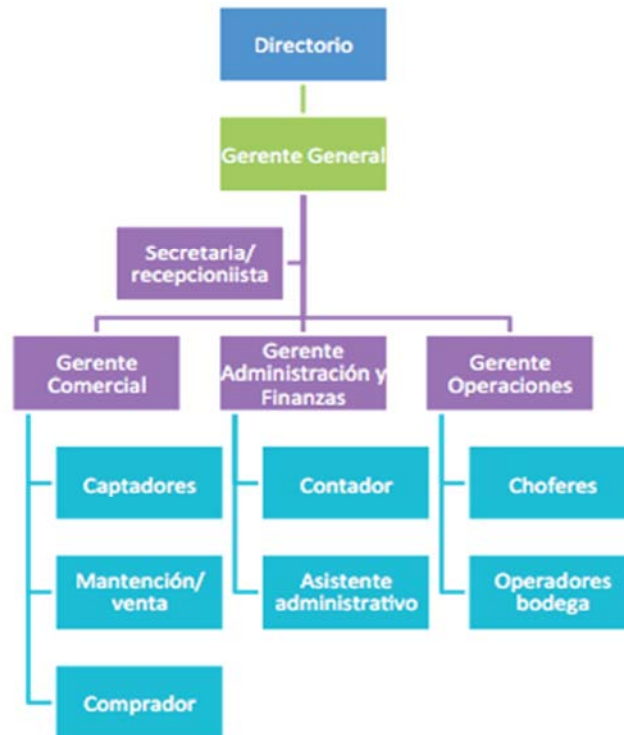 Directorio
Gerente General
Secretaria/
recepcioniista
Gerente
Comercial
Gerente
Administración y
Finanzas
Gerente
Operaciones
Captadores
Contador
Choferes
Mantención/
venta
Asistente
administrativo
Operadores
bodega
Comprador